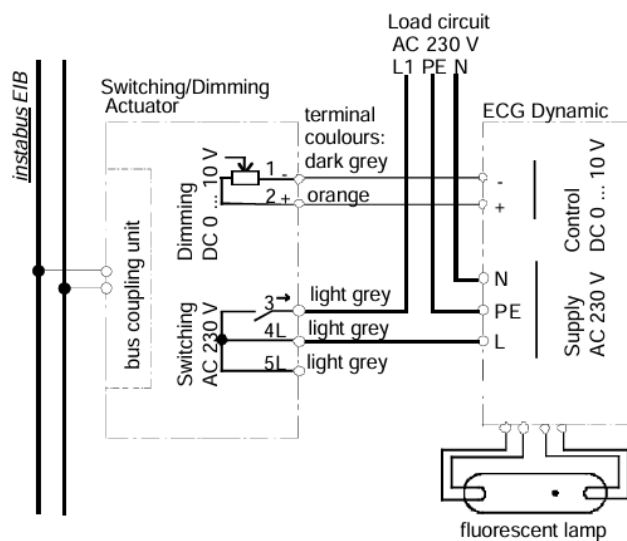 Load circuit
AC 230 V
L1 PE N
instabus EIB
Switching/Dimming
Actuator
terminal
coulours:
dark grey
ECG Dynamic
bus coupling unit
Dimming
DC 0 ... 10 V
1 -
2 +
orange
-
+
Control
DC 0 ... 10 V
Switching
AC 230 V
3
light grey
4L
light grey
5L
light grey
N
PE
L
Supply
AC 230 V
fluorescent lamp